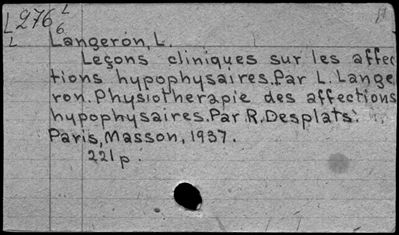 L276 L
L 6
Langeron, L.
Leçons cliniques sur les affec
tions hypophysaires. Par L. Lange
ron. Physiotherapie des affections
hypophysaires. Par R. Desplats.
Paris, Masson, 1937.
221 p.